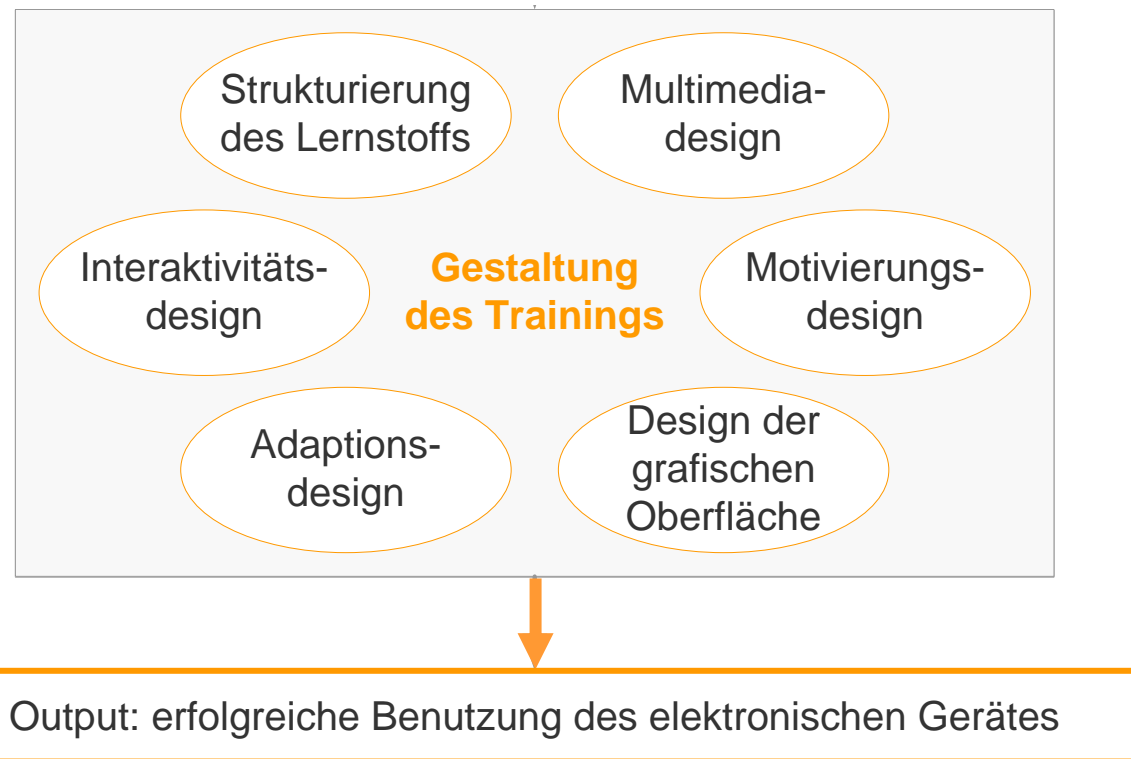 Strukturierung
des Lernstoffs
Multimedia-
design
Interaktivitäts-
design
Gestaltung
des Trainings
Motivierungs-
design
Adaptions-
design
Design der
grafischen
Oberfläche
Output: erfolgreiche Benutzung des elektronischen Gerätes